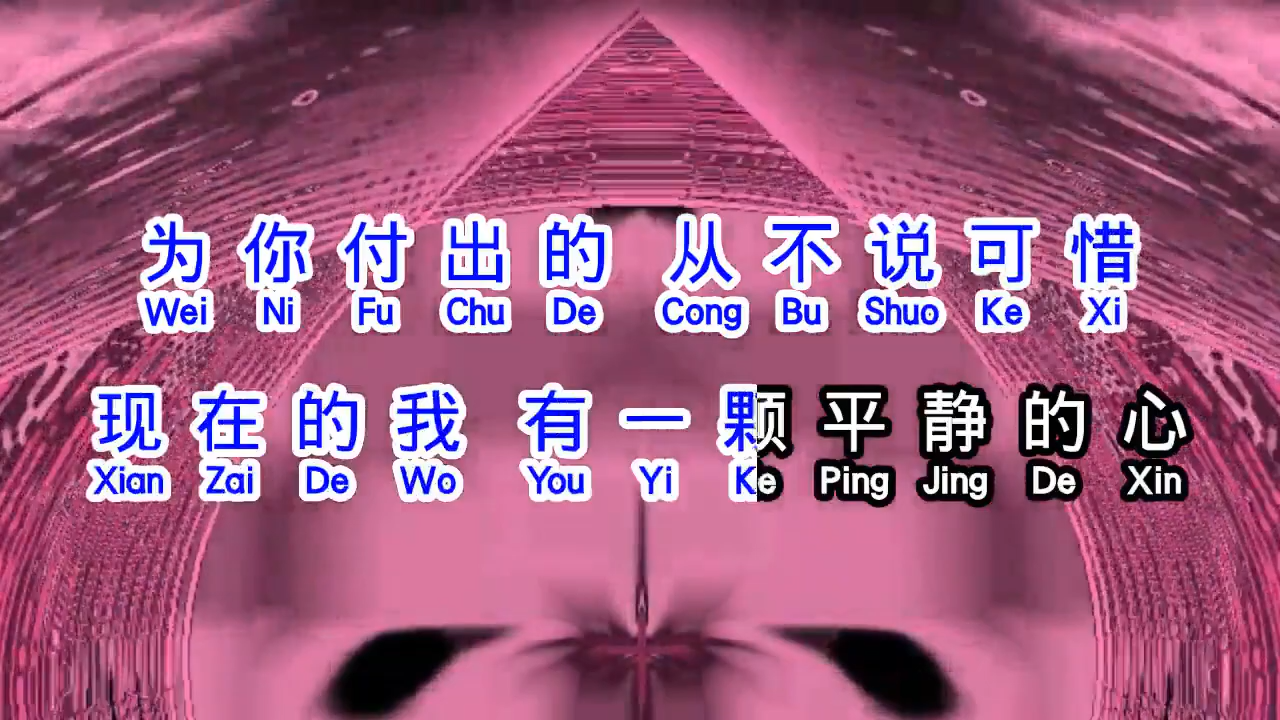 为你付出的 从不说可惜
Wei Ni Fu Chu De Cong Bu Shuo Ke Xi
现在的我 有一颗平静的心
Xian Zai De Wo You Yi Ke Ping Jing De Xin